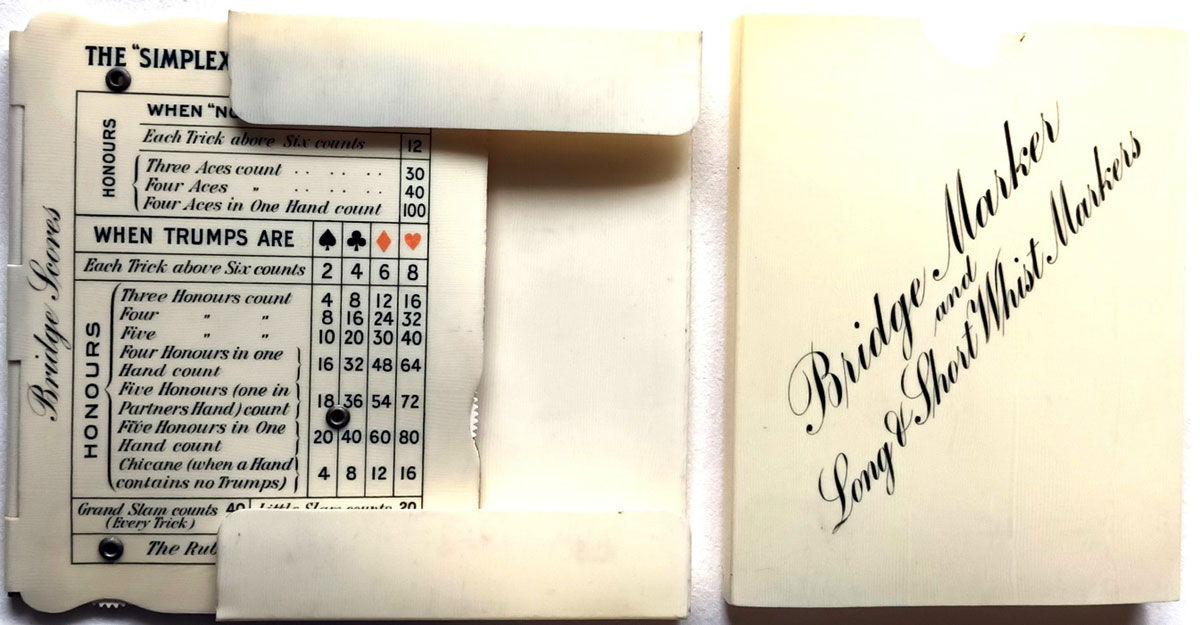 THE "SIMPLEX
WHEN "NO
HONOURS
Each Trick above Six counts 12
Three Aces count .. .. .. .. 30
Four Aces " .. .. .. .. 40
Four Aces in One Hand count 100
WHEN TRUMPS ARE ♠ ♣ ♦ ♥
Each Trick above Six counts 2 4 6 8
HONOURS
Three Honours count 4 8 12 16
Four " " 8 16 24 32
Five " " 10 20 30 40
Four Honours in one
Hand count 16 32 48 64
Five Honours (one in
Partners Hand) count 18 36 54 72
Five Honours in One
Hand count 20 40 60 80
Chicane (when a Hand
contains no Trumps) 4 8 12 16
Grand Slam counts 40 Little Slam counts 20
(Every Trick)
The Rub
Bridge Scores
Bridge Marker
and
Long & Short Whist Markers